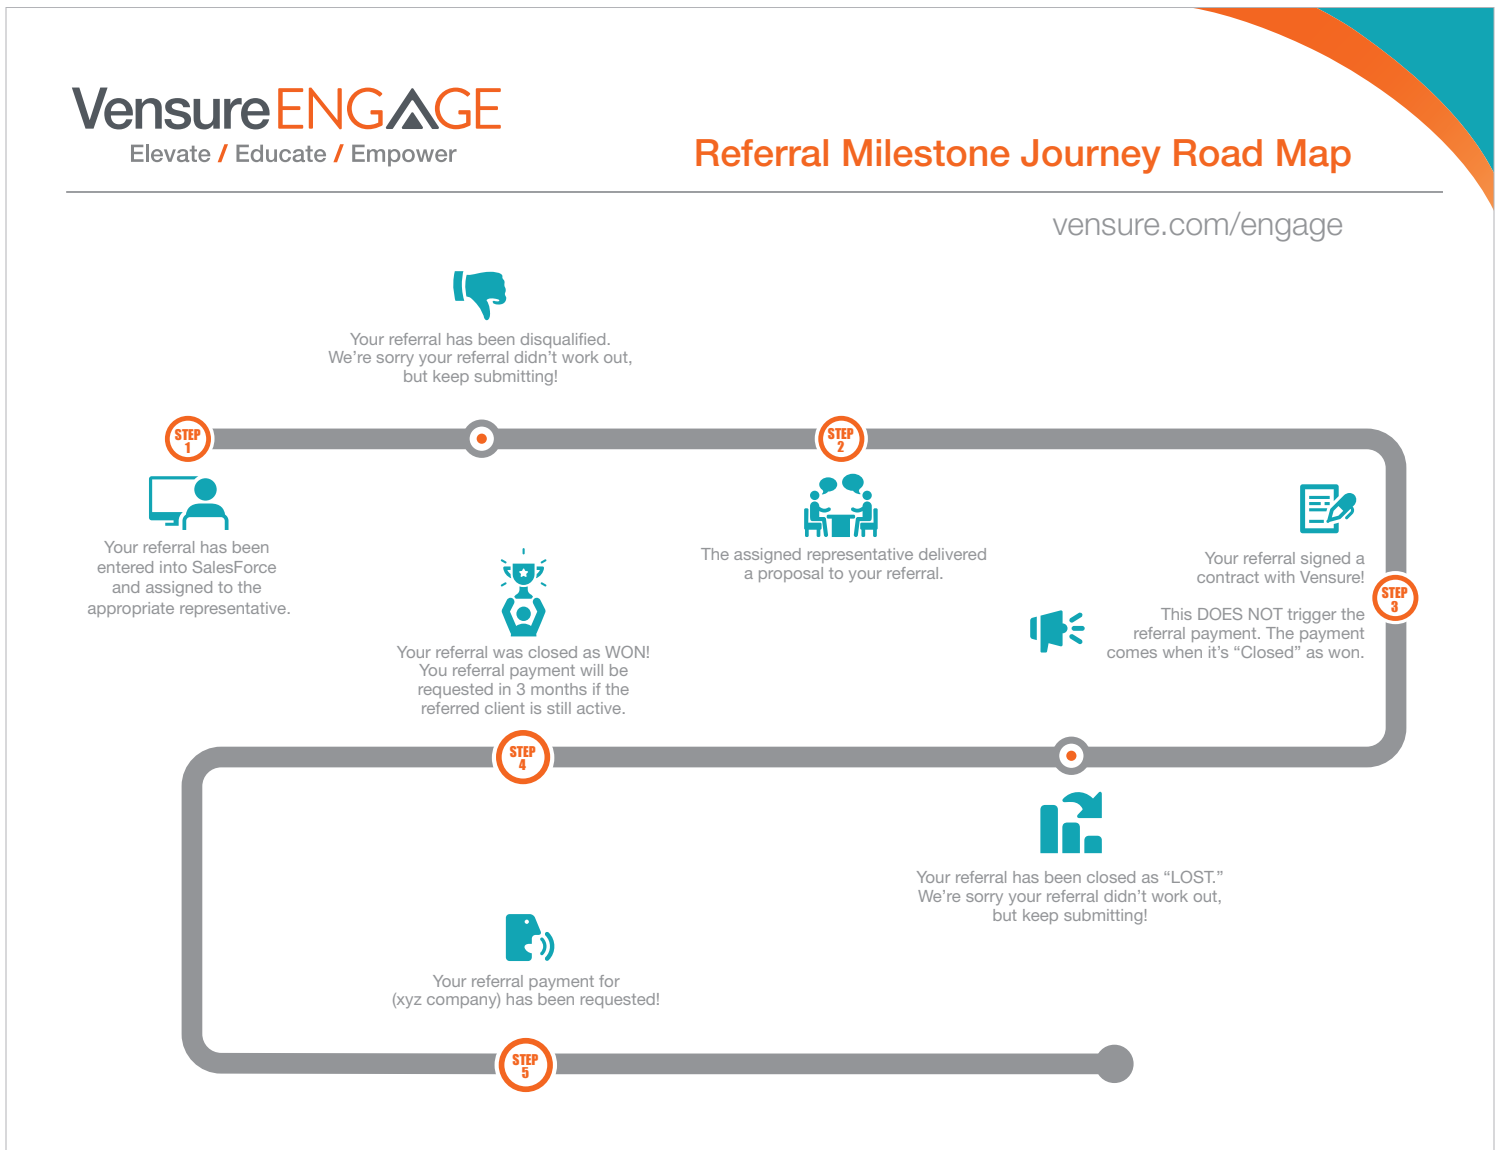 Vensure ENGAGE
Elevate / Educate / Empower
Referral Milestone Journey Road Map
vensure.com/engage
Your referral has been disqualified.
We're sorry your referral didn't work out,
but keep submitting!
STEP
1
Your referral has been
entered into SalesForce
and assigned to the
appropriate representative.
STEP
2
The assigned representative delivered
a proposal to your referral.
Your referral signed a
contract with Vensure!
This DOES NOT trigger the
referral payment. The payment
comes when it's “Closed” as won.
STEP
3
Your referral has been closed as “LOST.”
We're sorry your referral didn't work out,
but keep submitting!
Your referral was closed as WON!
You referral payment will be
requested in 3 months if the
referred client is still active.
STEP
4
Your referral payment for
(xyz company) has been requested!
STEP
5